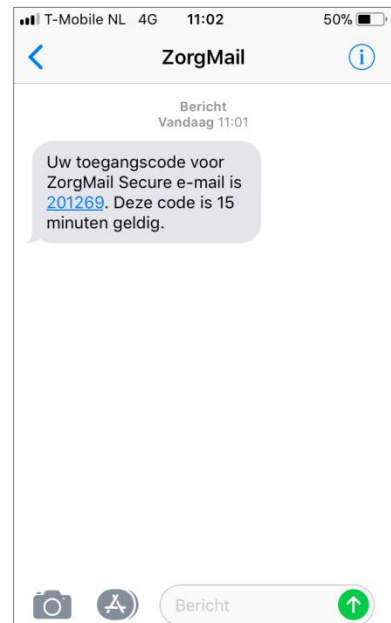 T-Mobile NL 4G 11:02 50%
ZorgMail
Bericht
Vandaag 11:01
Uw toegangscode voor
ZorgMail Secure e-mail is
201269. Deze code is 15
minuten geldig.
Bericht